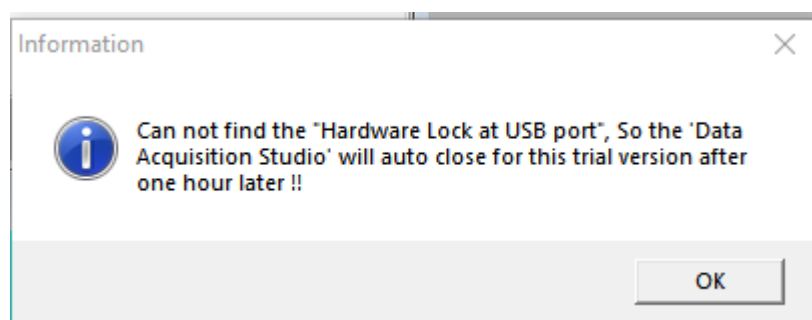 Information
Can not find the "Hardware Lock at USB port", So the 'Data
Acquisition Studio' will auto close for this trial version after
one hour later !!
OK